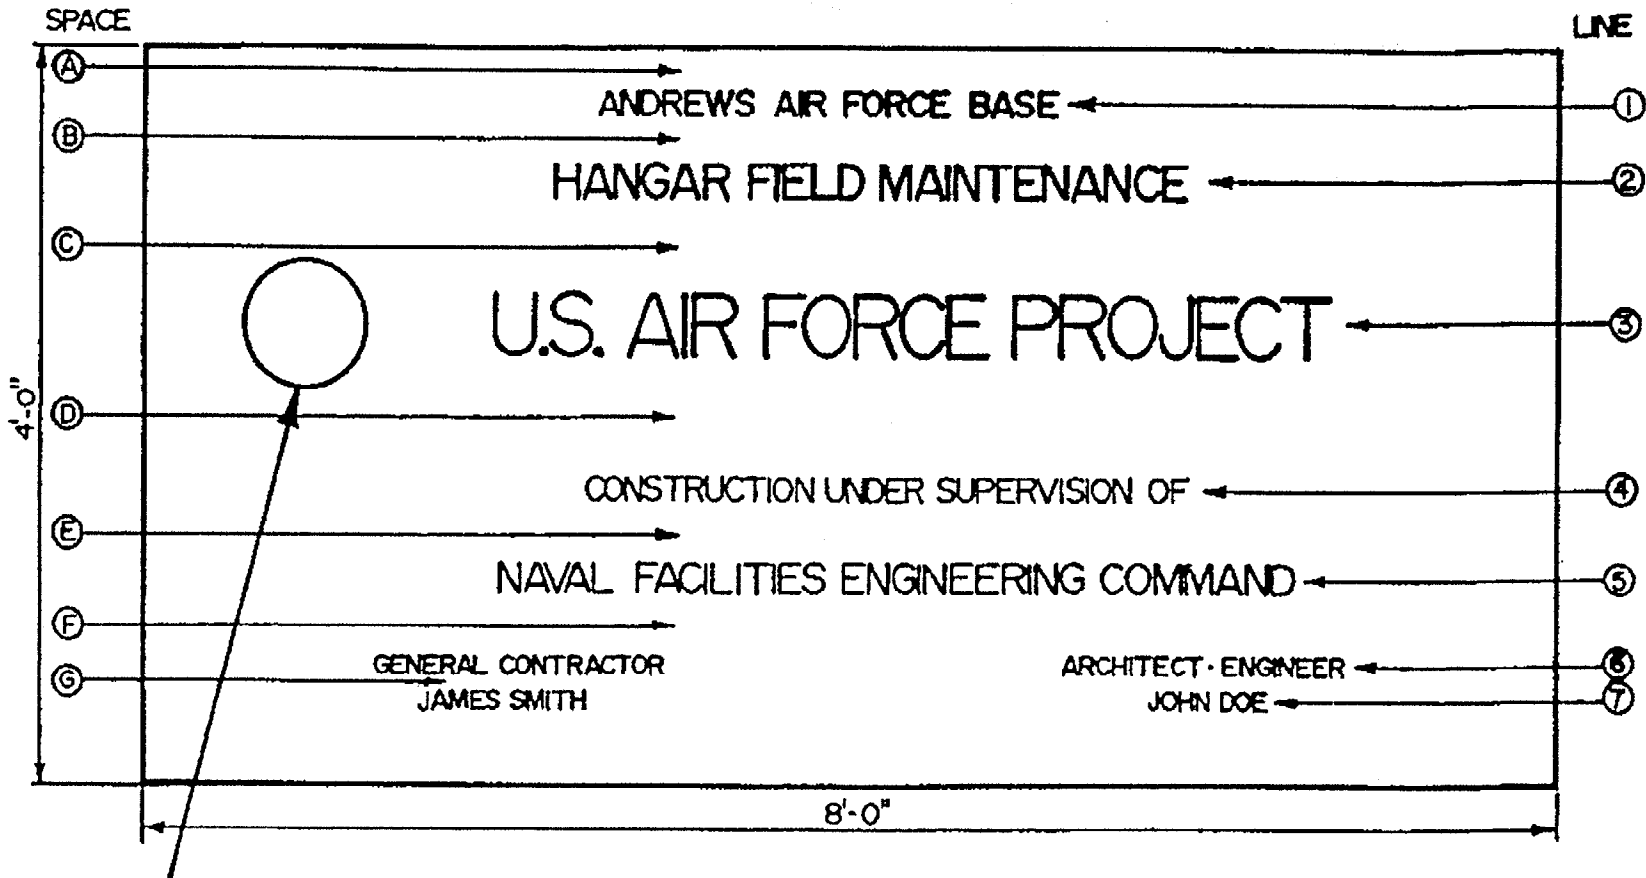 SPACE
LINE
A
ANDREWS AIR FORCE BASE
1
B
HANGAR FIELD MAINTENANCE
2
C
U.S. AIR FORCE PROJECT
3
4'-0"
D
CONSTRUCTION UNDER SUPERVISION OF
4
E
NAVAL FACILITIES ENGINEERING COMMAND
5
F
GENERAL CONTRACTOR
ARCHITECT · ENGINEER
6
G
JAMES SMITH
JOHN DOE
7
8'-0"